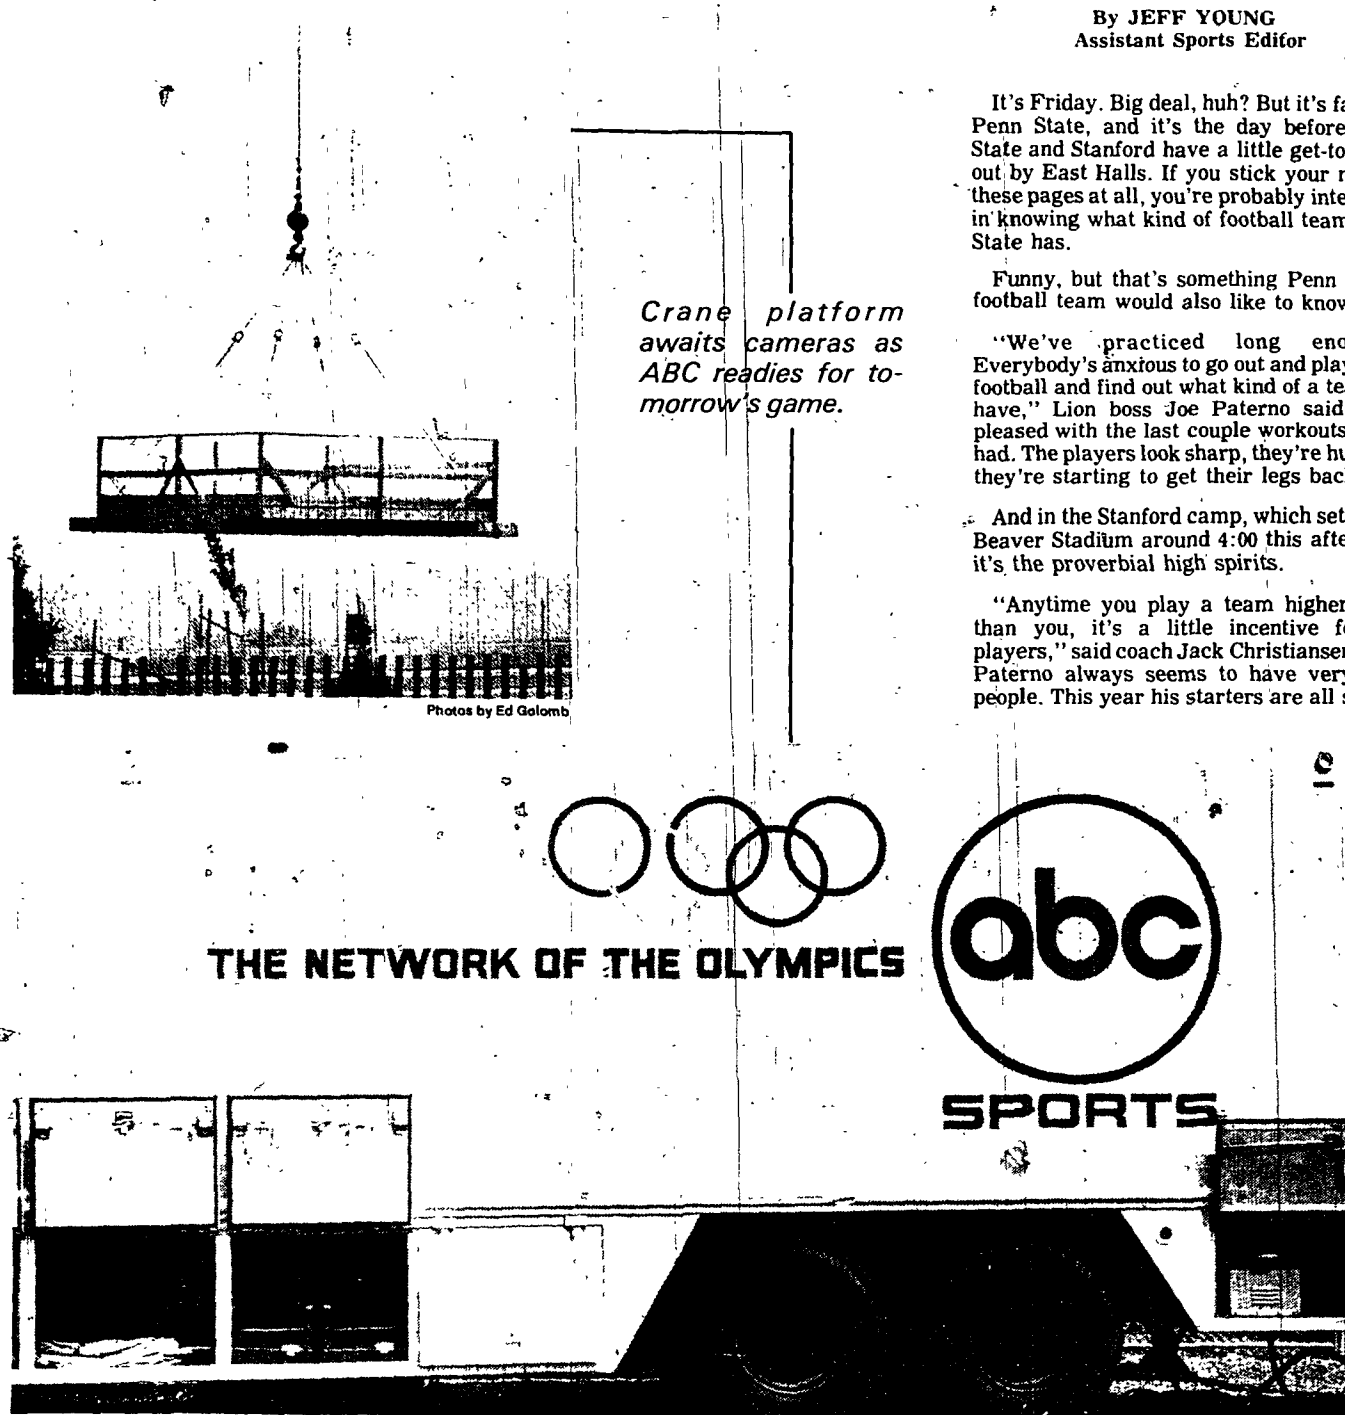 By JEFF YOUNG
Assistant Sports Editor
It's Friday. Big deal, huh? But it's fa
Penn State, and it's the day before
State and Stanford have a little get-to
out by East Halls. If you stick your
these pages at all, you're probably inte
in knowing what kind of football team
State has.
Funny, but that's something Penn
football team would also like to know
"We've practiced long eno
Everybody's anxious to go out and play
football and find out what kind of a te
have," Lion boss Joe Paterno said
pleased with the last couple workouts
had. The players look sharp, they're hu
they're starting to get their legs bac
And in the Stanford camp, which set
Beaver Stadium around 4:00 this afte
it's the proverbial high spirits.
"Anytime you play a team higher
than you, it's a little incentive fo
players," said coach Jack Christiansen
Paterno always seems to have very
people. This year his starters are all s
Crane platform
awaits cameras as
ABC readies for to-
morrow's game.
Photos by Ed Golomb
THE NETWORK OF THE OLYMPICS
abc
SPORTS